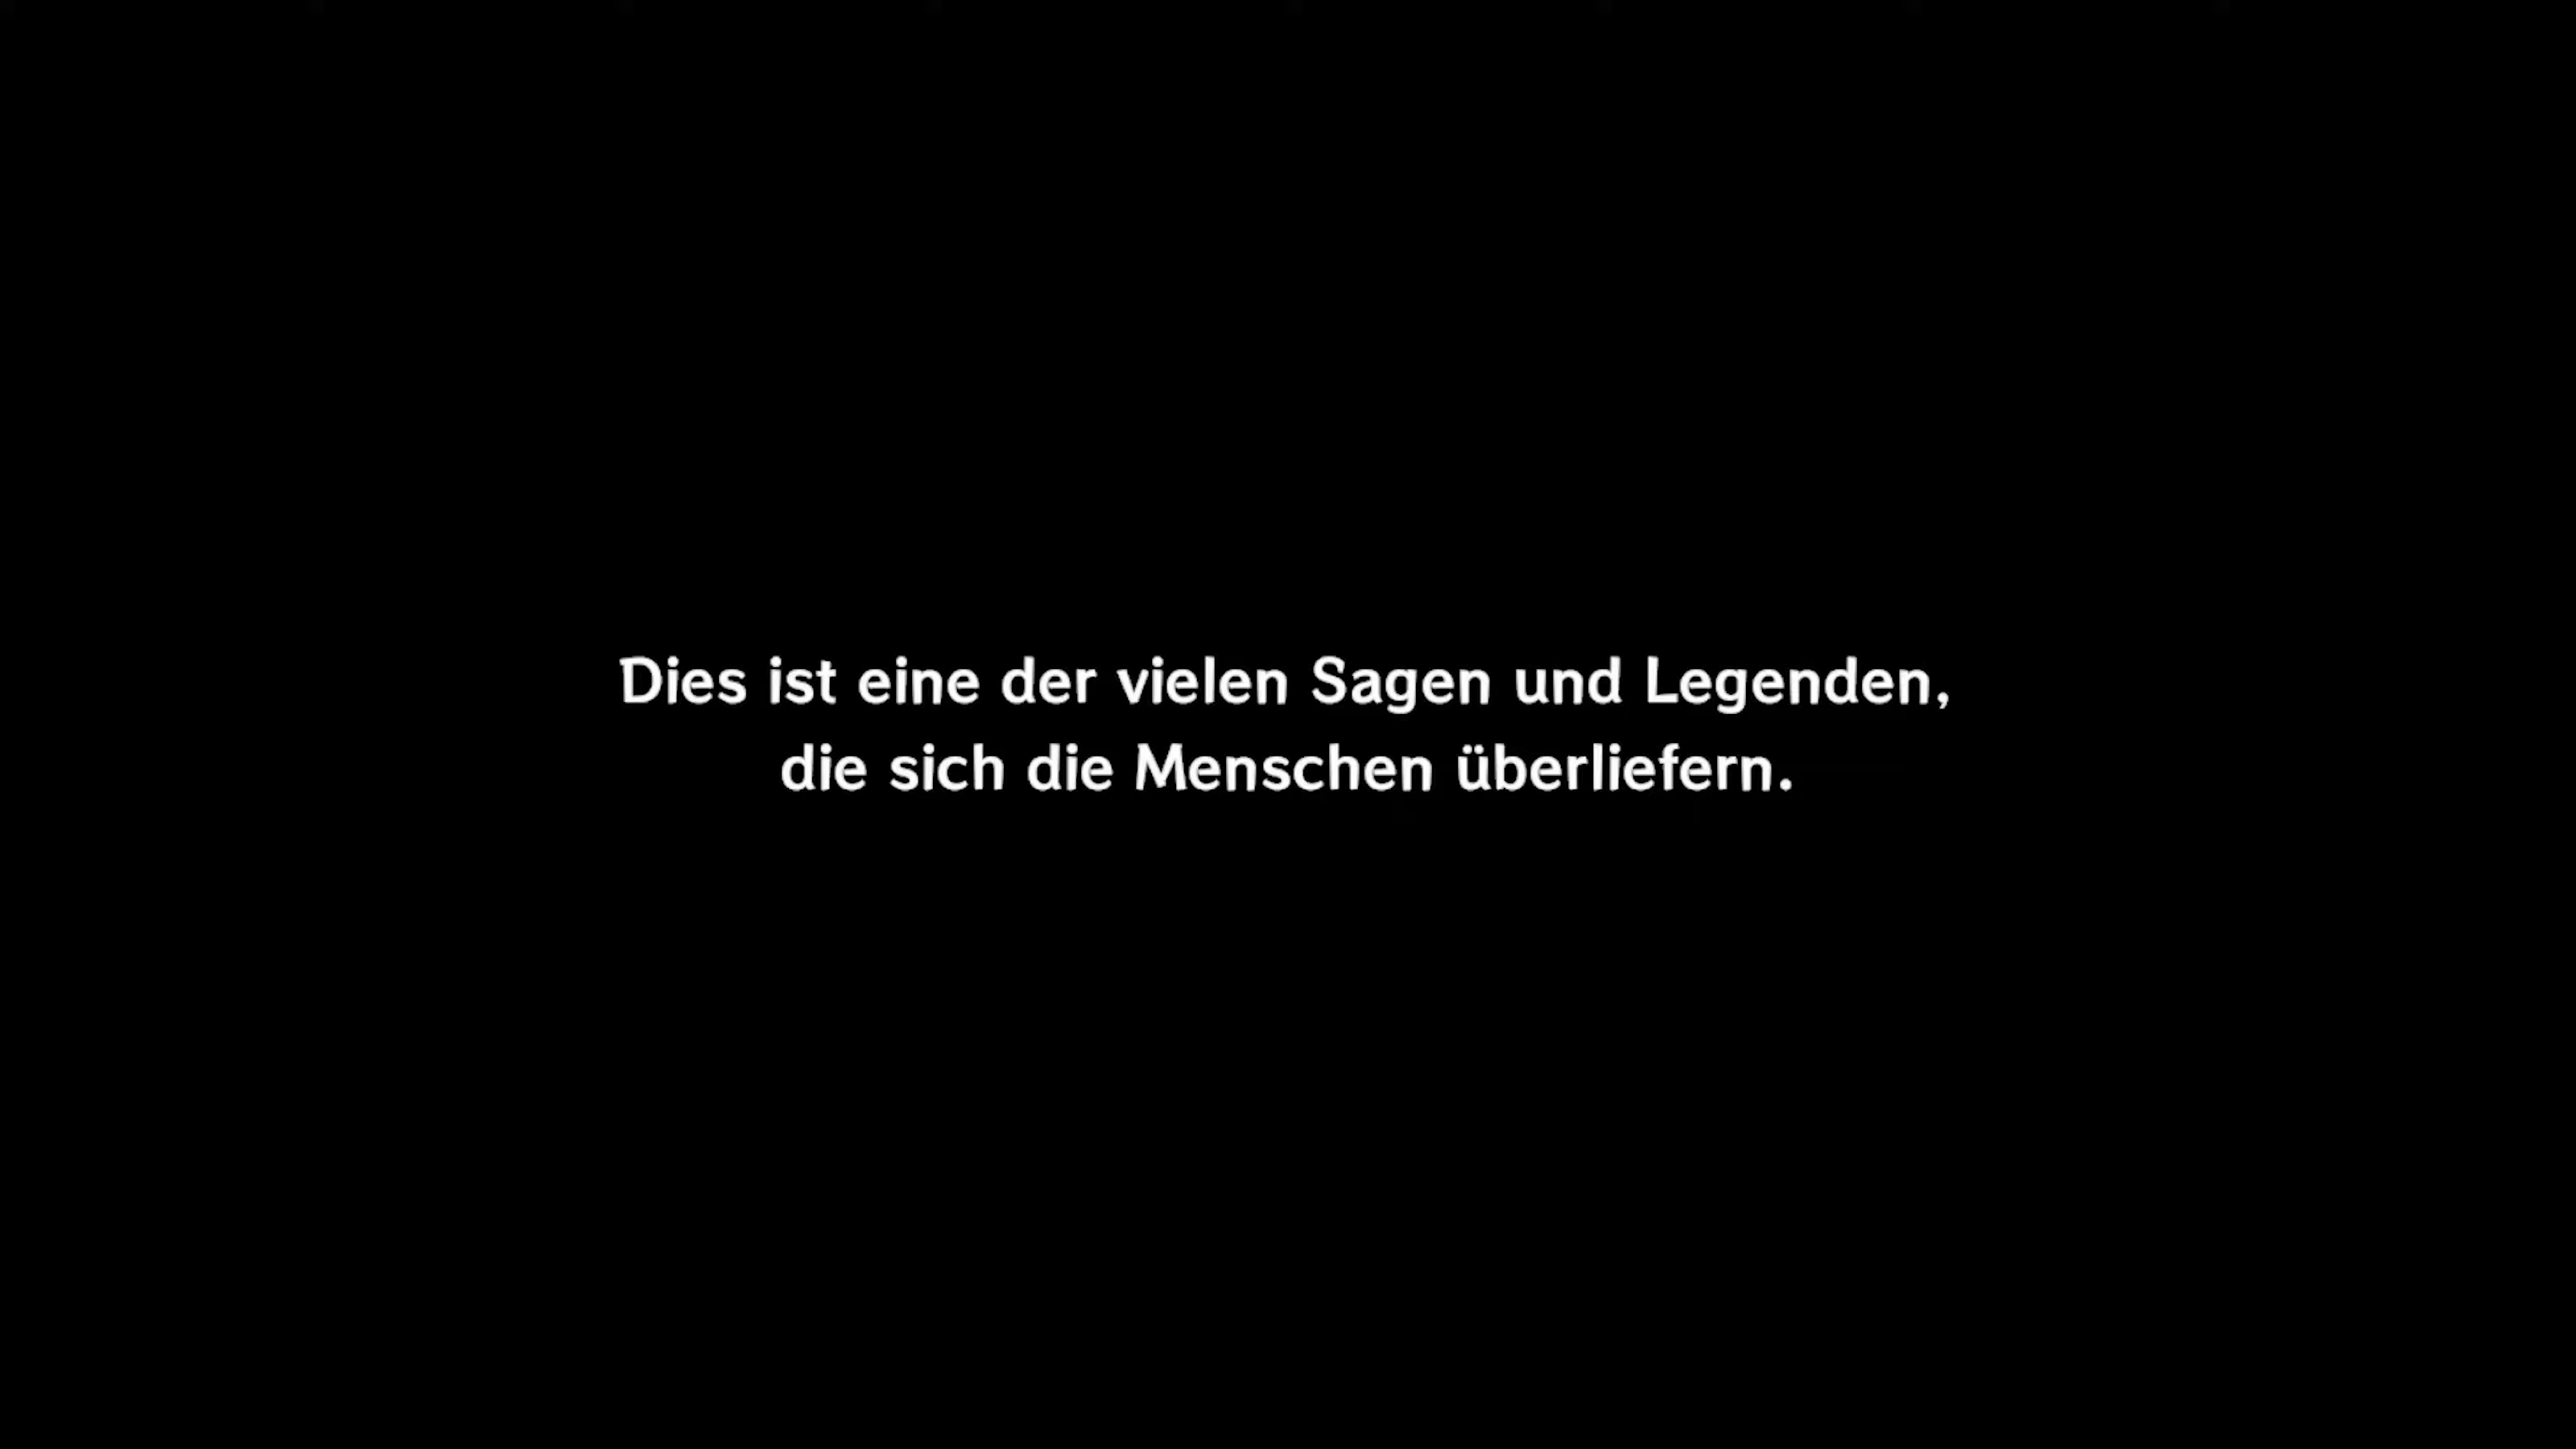 Dies ist eine der vielen Sagen und Legenden,
die sich die Menschen überliefern.